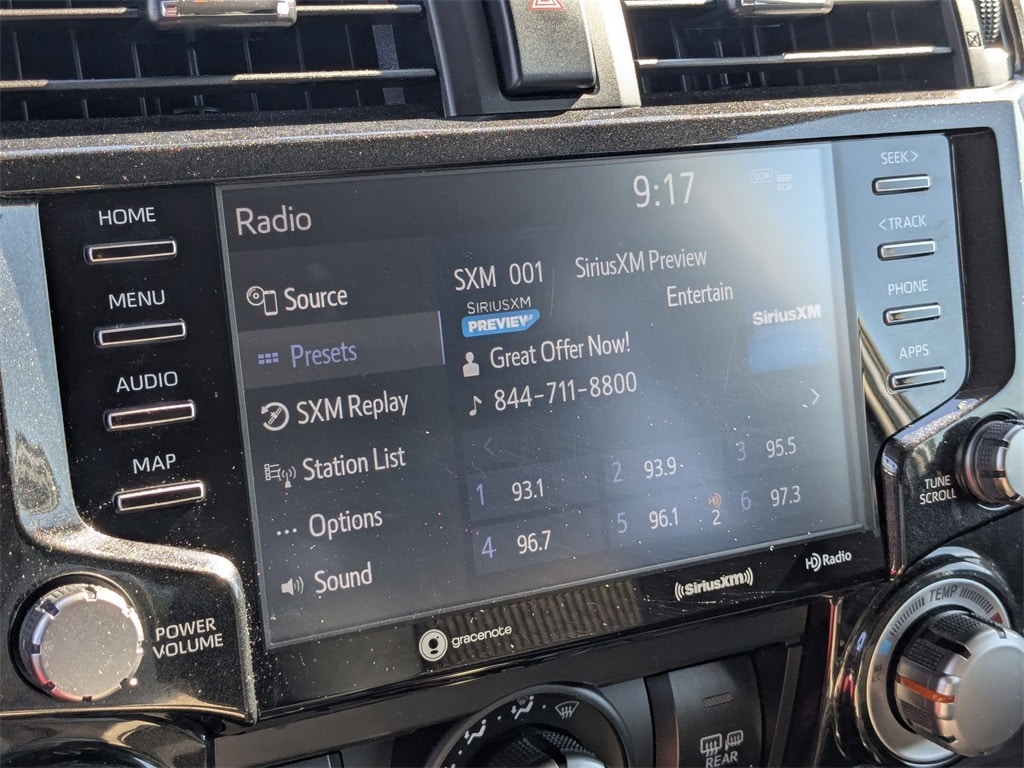 HOME
MENU
AUDIO
MAP
POWER
VOLUME
Radio
9:17
DCM
Source
Presets
SXM Replay
Station List
Options
Sound
SXM 001
SiriusXM Preview
SIRIUSXM
PREVIEW
Entertain
SiriusXM
Great Offer Now!
844-711-8800
1 93.1
2 93.9
3 95.5
4 96.7
5 96.1 HD 2
6 97.3
gracenote
SiriusXM
HD Radio
SEEK >
< TRACK
PHONE
APPS
TUNE
SCROLL
TEMP
REAR